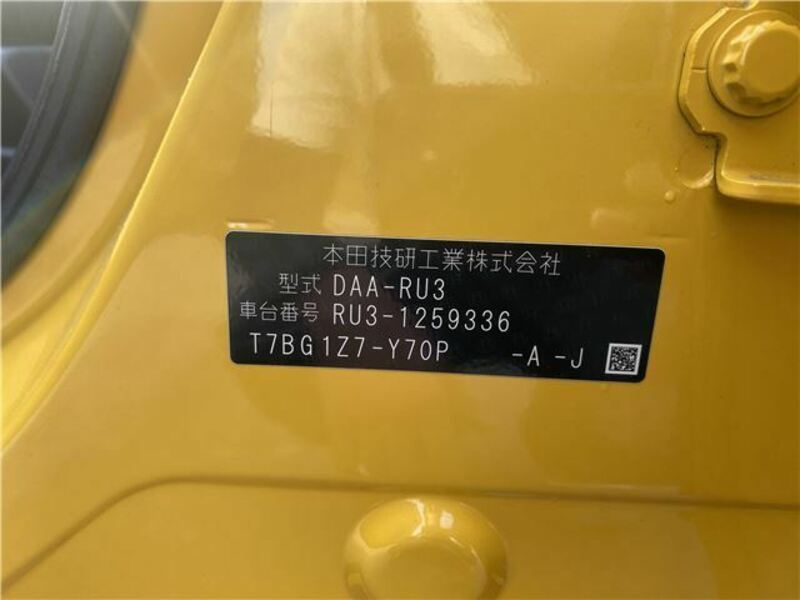 本田技研工業株式会社
型式 DAA-RU3
車台番号 RU3-1259336
T7BG1Z7-Y70P -A -J